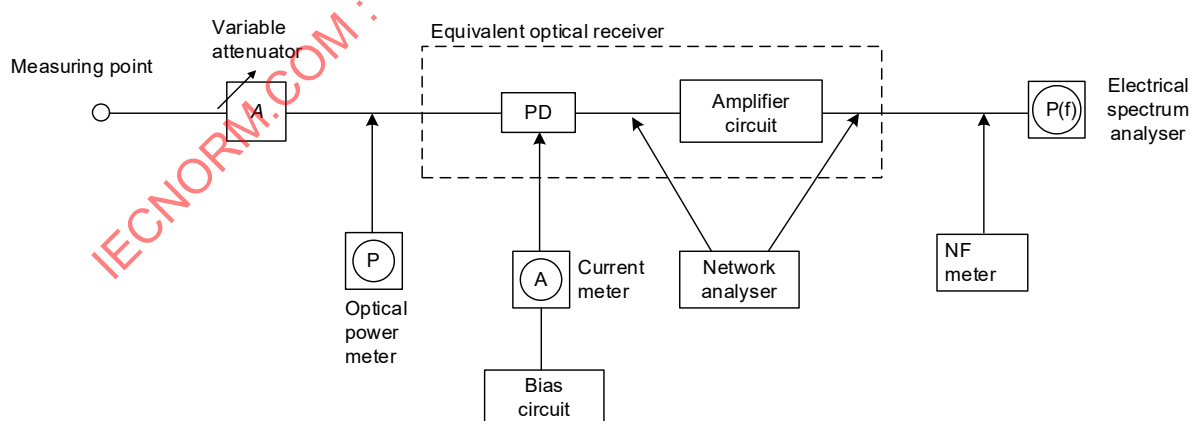 Variable
attenuator
Equivalent optical receiver
Measuring point
A
PD
Amplifier
circuit
P(f)
Electrical
spectrum
analyser
P
Optical
power
meter
A
Current
meter
Network
analyser
NF
meter
Bias
circuit
IECNORM.COM :